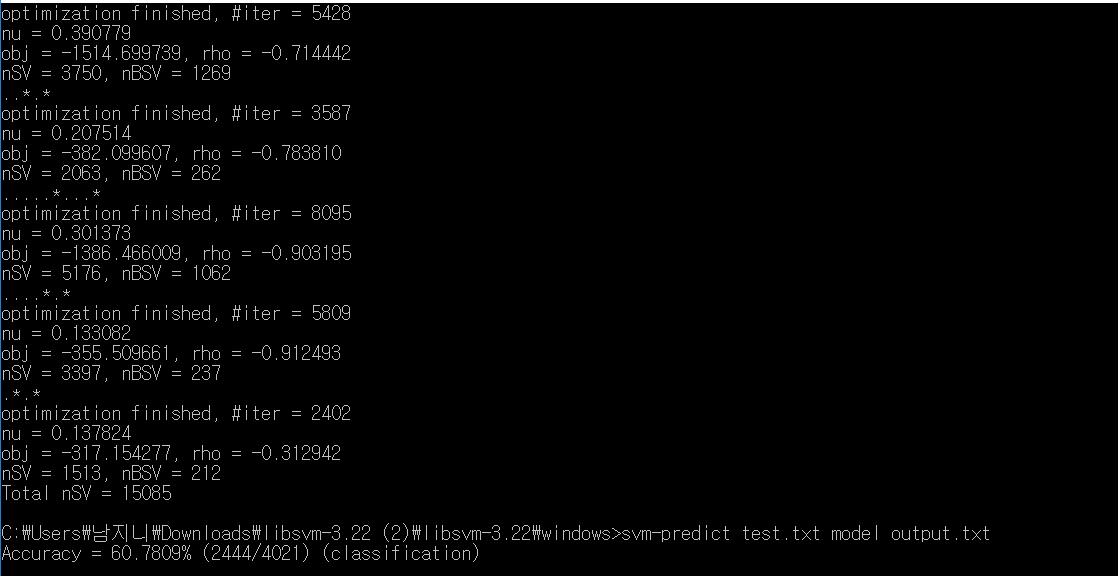 optimization finished, #iter = 5428
nu = 0.390779
obj = -1514.699739, rho = -0.714442
nSV = 3750, nBSV = 1269
..*.*
optimization finished, #iter = 3587
nu = 0.207514
obj = -382.099607, rho = -0.783810
nSV = 2063, nBSV = 262
.....*...*
optimization finished, #iter = 8095
nu = 0.301373
obj = -1386.466009, rho = -0.903195
nSV = 5176, nBSV = 1062
....*.*
optimization finished, #iter = 5809
nu = 0.133082
obj = -355.509661, rho = -0.912493
nSV = 3397, nBSV = 237
.*.*
optimization finished, #iter = 2402
nu = 0.137824
obj = -317.154277, rho = -0.312942
nSV = 1513, nBSV = 212
Total nSV = 15085
C:₩Users₩남지니₩Downloads₩libsvm-3.22 (2)₩libsvm-3.22₩windows>svm-predict test.txt model output.txt
Accuracy = 60.7809% (2444/4021) (classification)